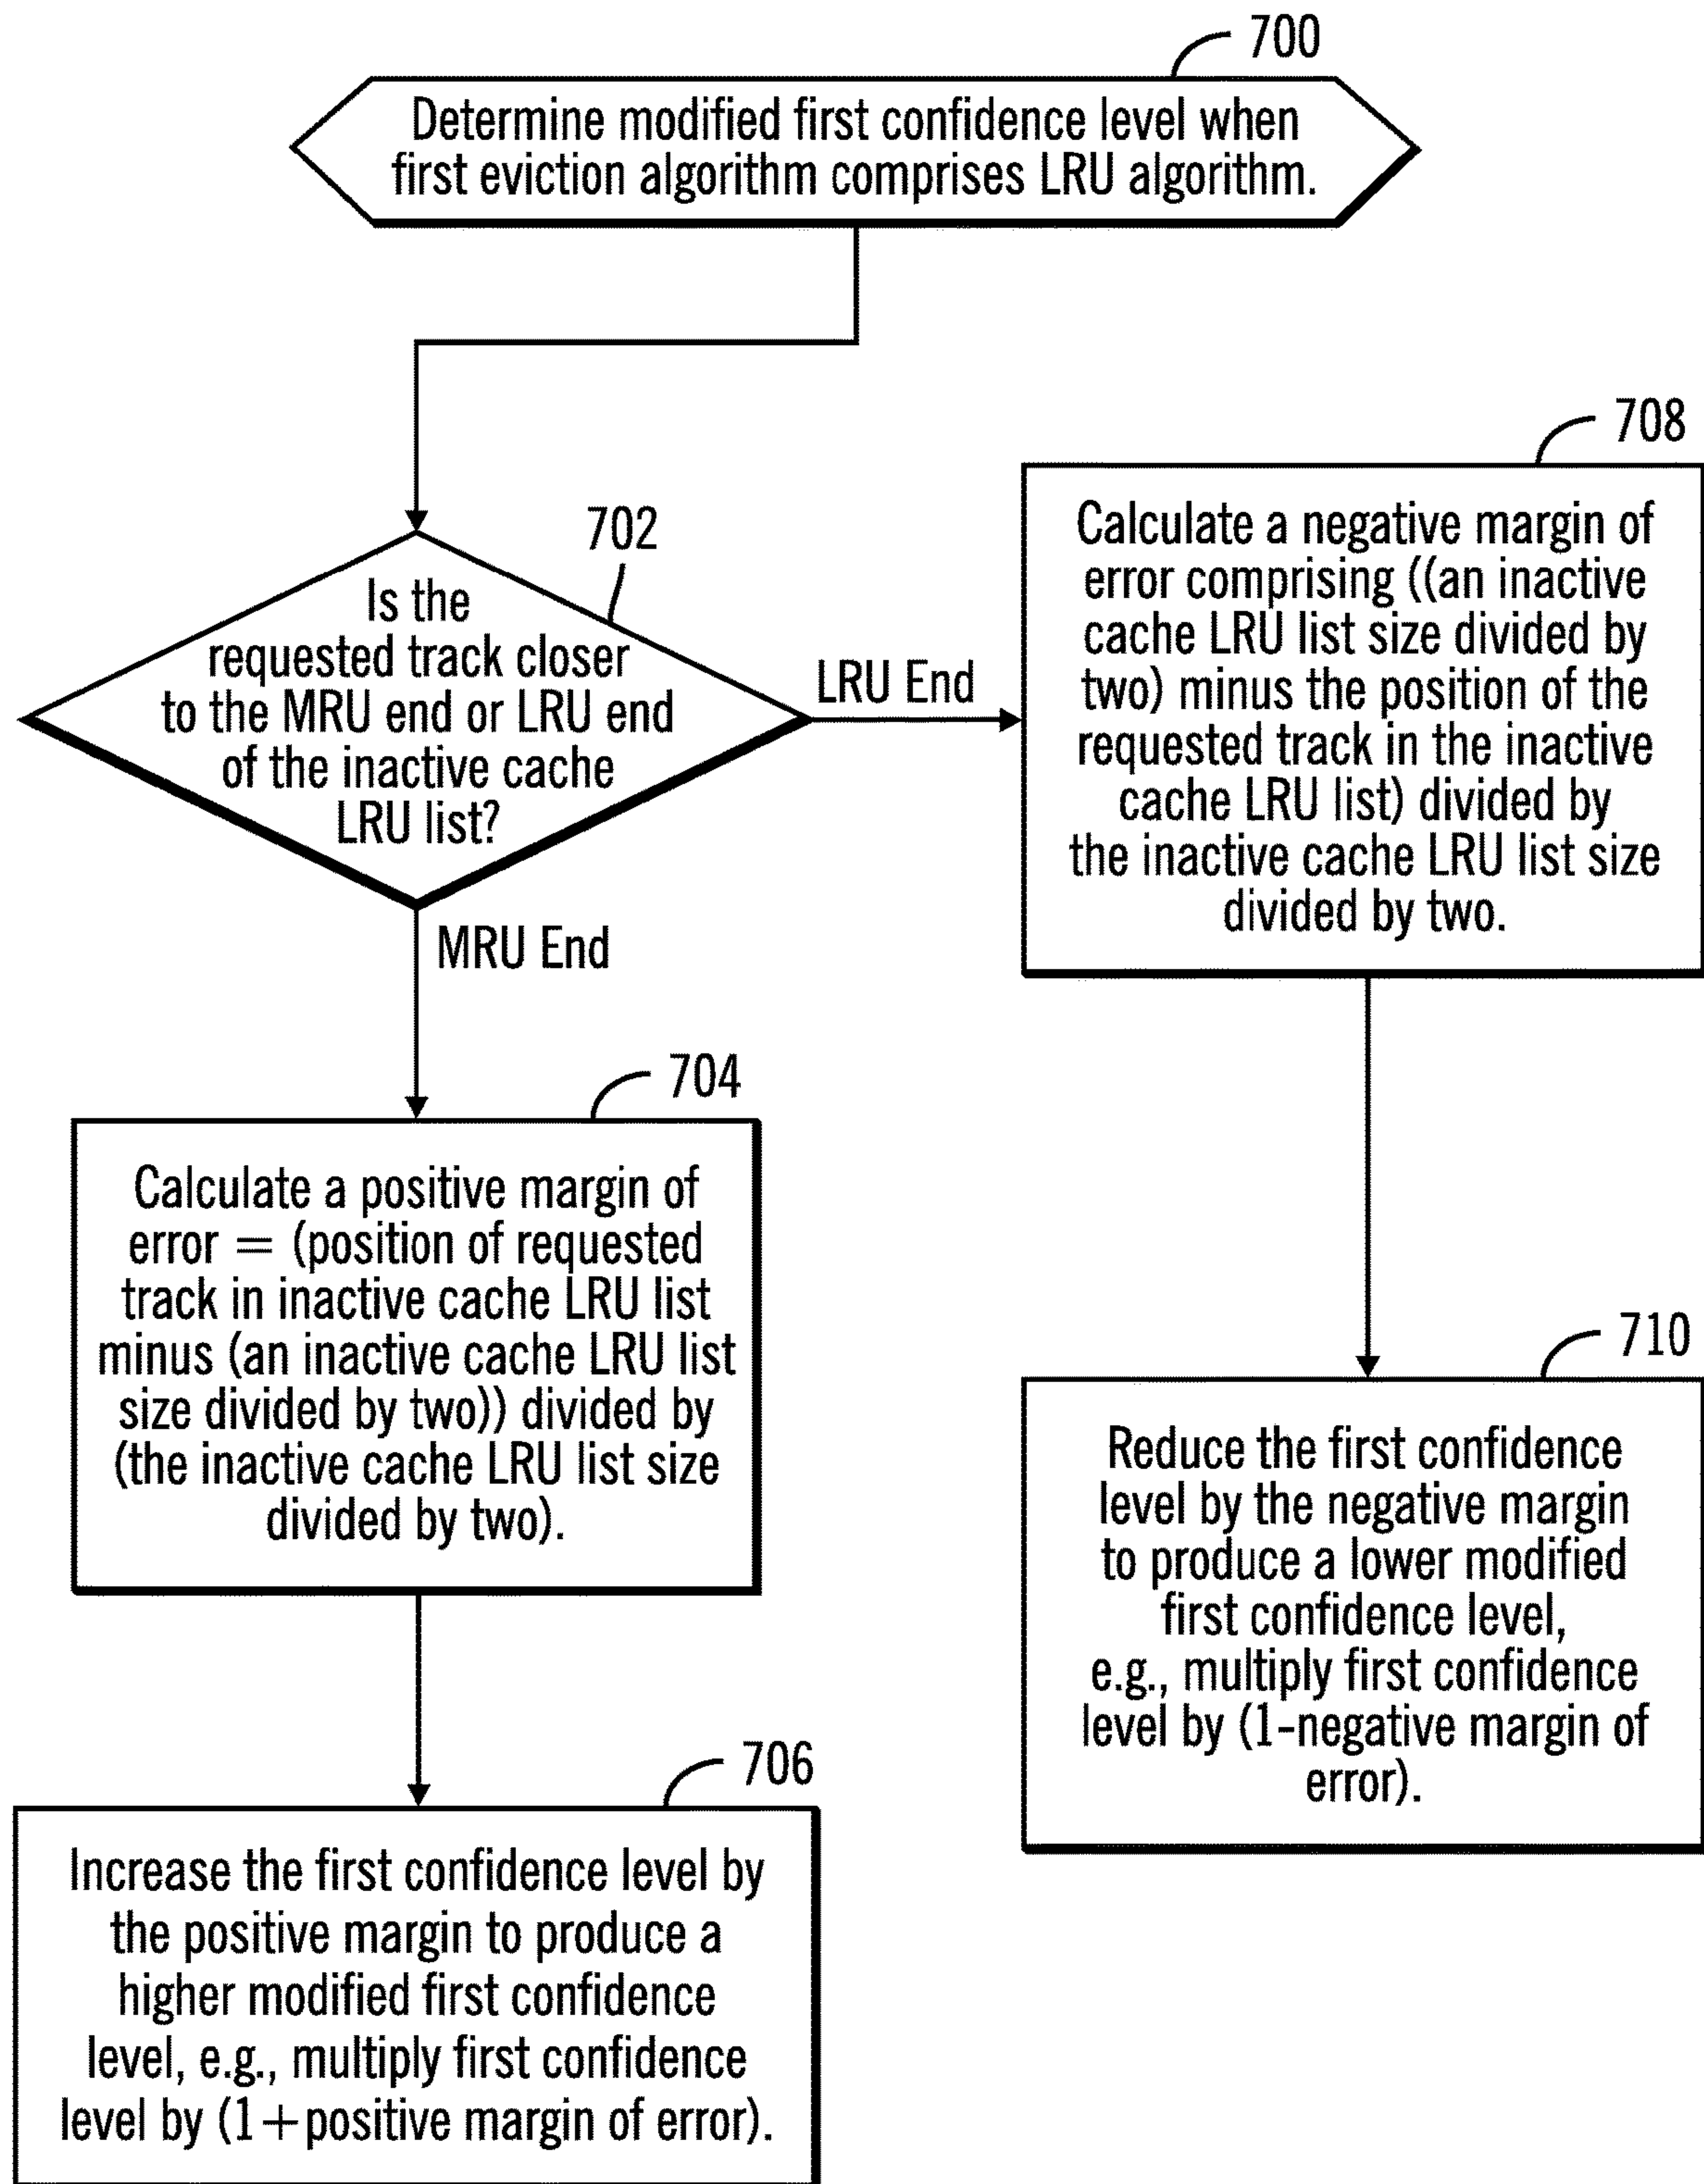 700
Determine modified first confidence level when
first eviction algorithm comprises LRU algorithm.
702
Is the
requested track closer
to the MRU end or LRU end
of the inactive cache
LRU list?
LRU End
MRU End
708
Calculate a negative margin of
error comprising ((an inactive
cache LRU list size divided by
two) minus the position of the
requested track in the inactive
cache LRU list) divided by
the inactive cache LRU list size
divided by two.
704
Calculate a positive margin of
error = (position of requested
track in inactive cache LRU list
minus (an inactive cache LRU list
size divided by two)) divided by
(the inactive cache LRU list size
divided by two).
710
Reduce the first confidence
level by the negative margin
to produce a lower modified
first confidence level,
e.g., multiply first confidence
level by (1-negative margin of
error).
706
Increase the first confidence level by
the positive margin to produce a
higher modified first confidence
level, e.g., multiply first confidence
level by (1+positive margin of error).